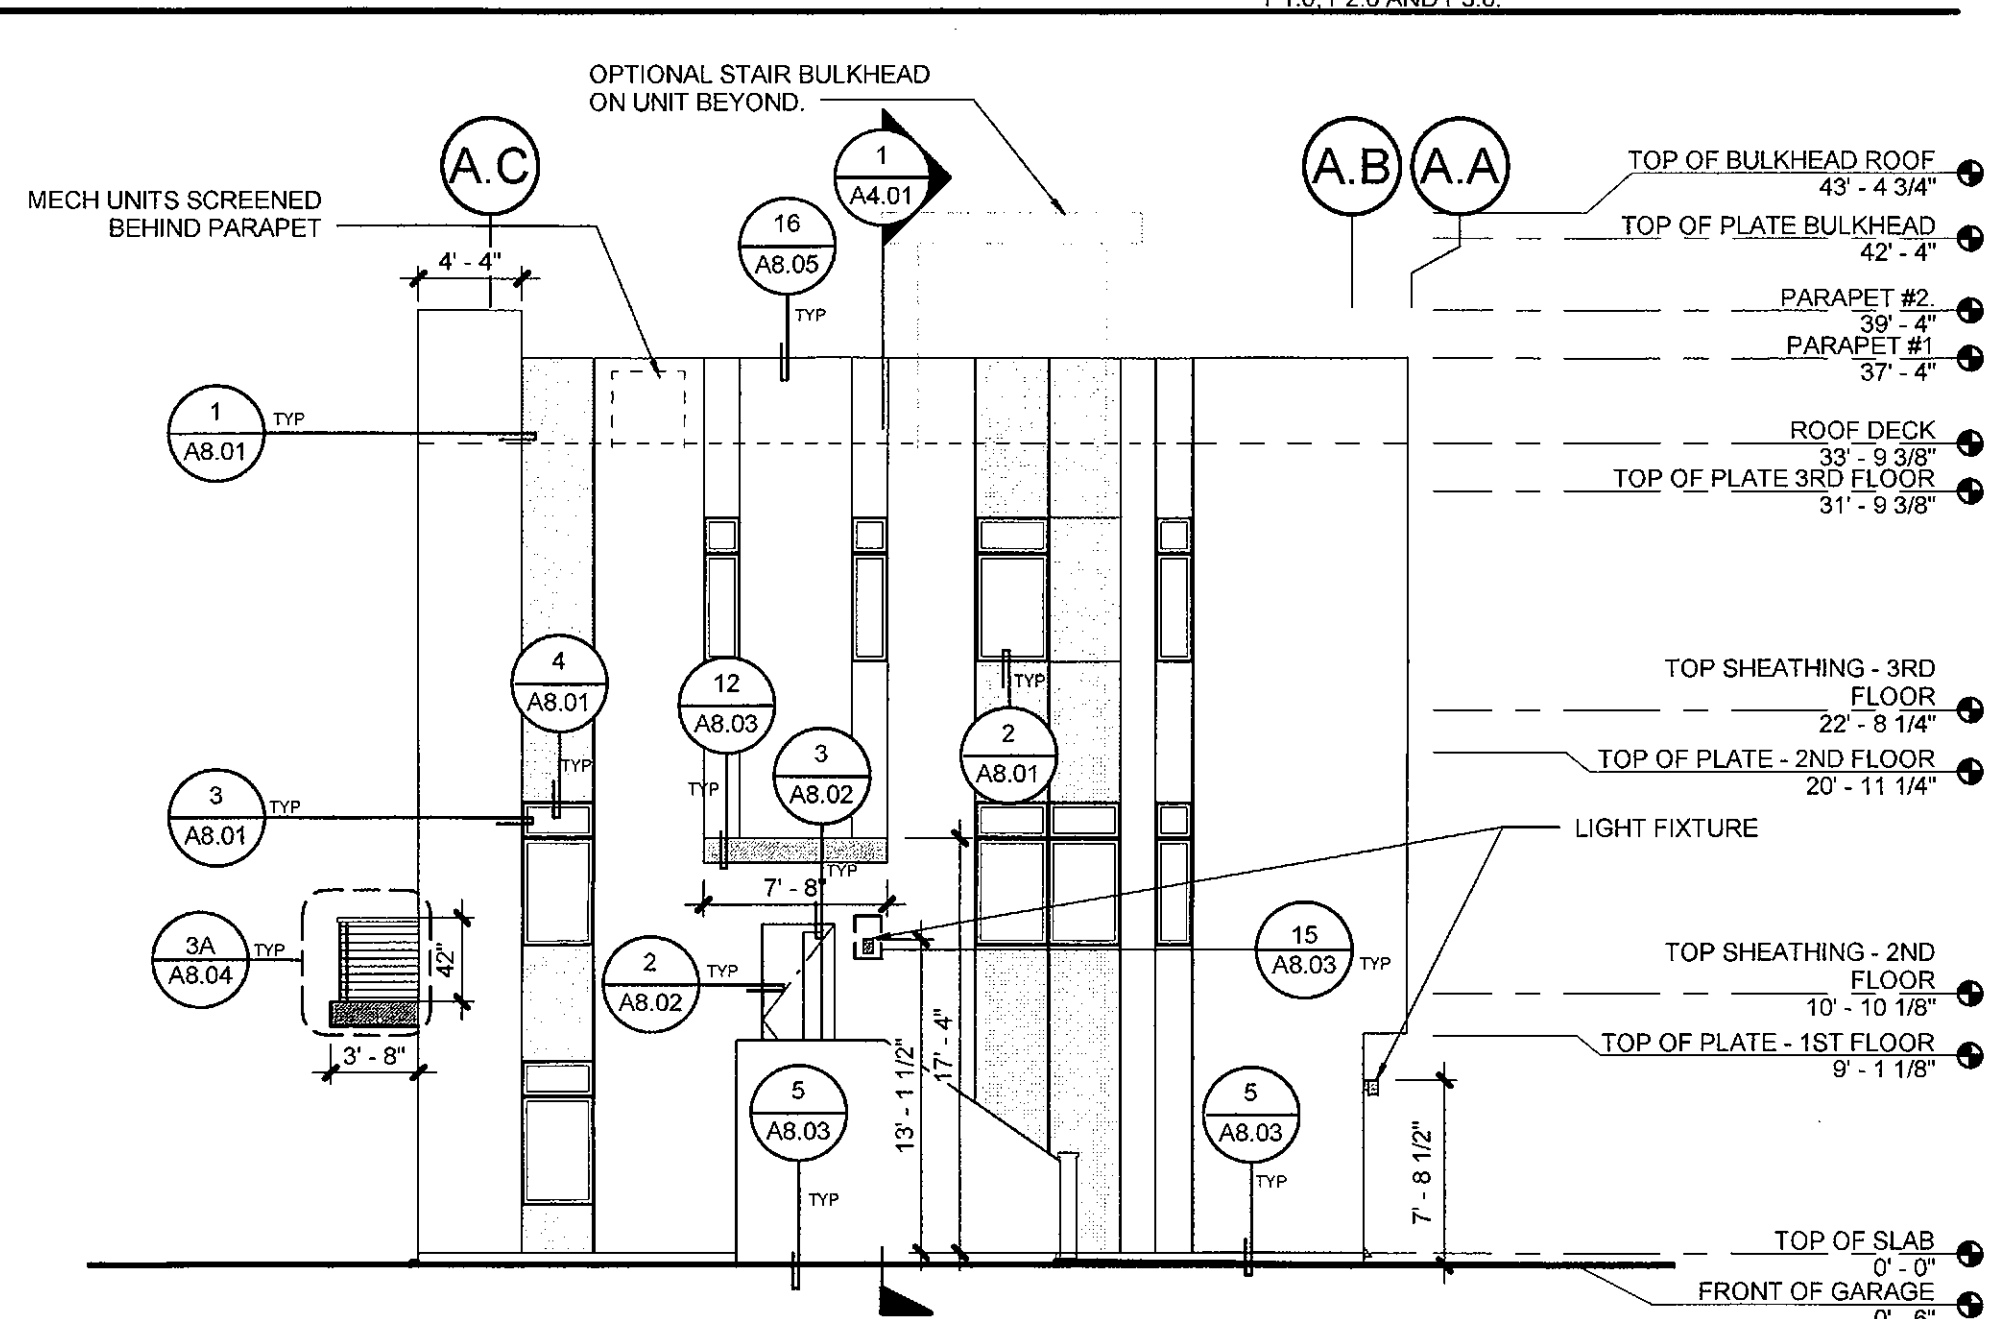 OPTIONAL STAIR BULKHEAD
ON UNIT BEYOND.
MECH UNITS SCREENED
BEHIND PARAPET
A.C
1
A4.01
A.B
A.A
16
A8.05
TYP
4' - 4"
TOP OF BULKHEAD ROOF
43' - 4 3/4"
TOP OF PLATE BULKHEAD
42' - 4"
PARAPET #2.
39' - 4"
PARAPET #1
37' - 4"
ROOF DECK
33' - 9 3/8"
TOP OF PLATE 3RD FLOOR
31' - 9 3/8"
1
A8.01
TYP
4
A8.01
TYP
12
A8.03
TYP
3
A8.02
TYP
2
A8.01
TYP
TOP SHEATHING - 3RD
FLOOR
22' - 8 1/4"
TOP OF PLATE - 2ND FLOOR
20' - 11 1/4"
3
A8.01
TYP
LIGHT FIXTURE
7' - 8"
3A
A8.04
TYP
42"
3' - 8"
2
A8.02
TYP
15
A8.03
TYP
TOP SHEATHING - 2ND
FLOOR
10' - 10 1/8"
TOP OF PLATE - 1ST FLOOR
9' - 1 1/8"
13' - 1 1/2"
17' - 4"
5
A8.03
TYP
5
A8.03
TYP
7' - 8 1/2"
TOP OF SLAB
0' - 0"
FRONT OF GARAGE